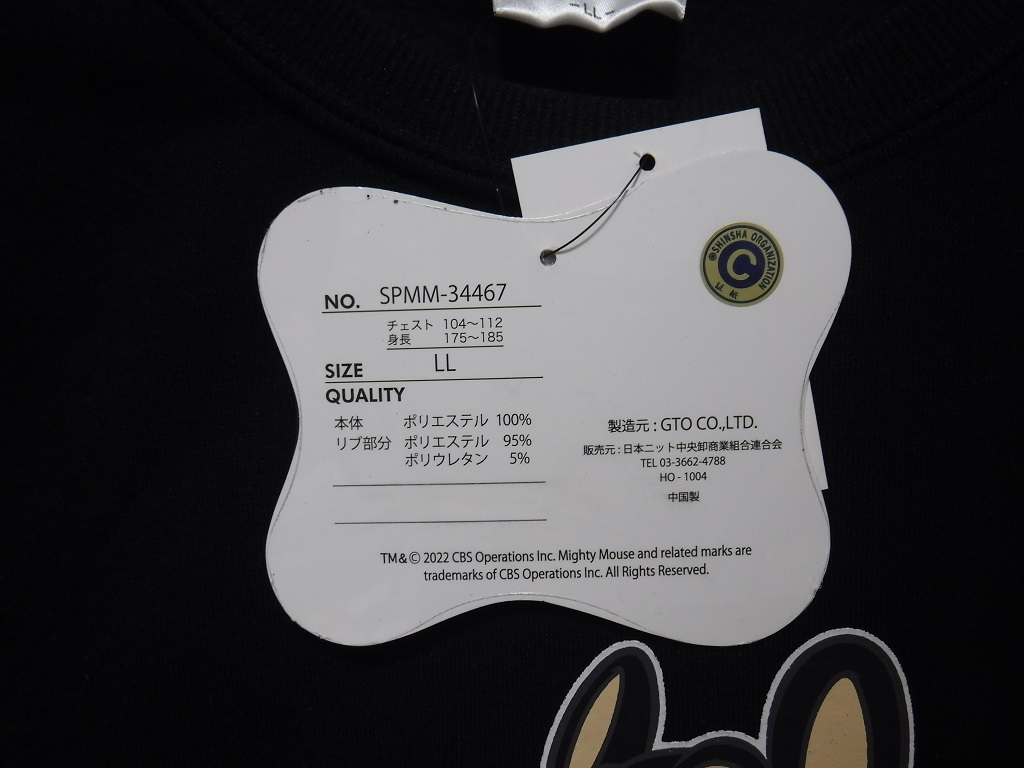 -LL-
©SHINSHA ORGANIZATION
C
証紙
NO. SPMM-34467
チェスト 104〜112
身長 175〜185
SIZE LL
QUALITY
本体 ポリエステル 100%
リブ部分 ポリエステル 95%
ポリウレタン 5%
製造元 : GTO CO.,LTD.
販売元 : 日本ニット中央卸商業組合連合会
TEL 03-3662-4788
HO - 1004
中国製
TM&© 2022 CBS Operations Inc. Mighty Mouse and related marks are
trademarks of CBS Operations Inc. All Rights Reserved.